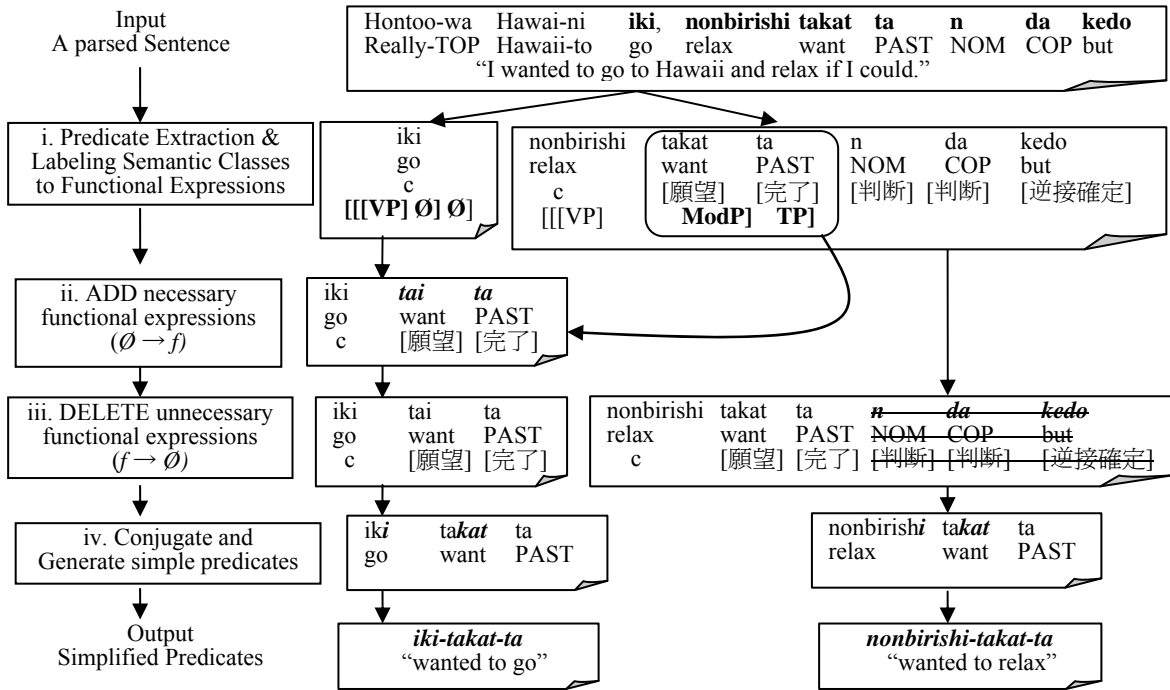 Input
A parsed Sentence
Hontoo-wa Hawai-ni iki, nonbirishi takat ta n da kedo
Really-TOP Hawaii-to go relax want PAST NOM COP but
“I wanted to go to Hawaii and relax if I could.”
i. Predicate Extraction &
Labeling Semantic Classes
to Functional Expressions
iki
go
c
[[[VP] Ø] Ø]
nonbirishi takat ta n da kedo
relax want PAST NOM COP but
c [願望] [完了] [判断] [判断] [逆接確定]
[[[VP] ModP] TP]
ii. ADD necessary
functional expressions
(Ø → f)
iki tai ta
go want PAST
c [願望] [完了]
iii. DELETE unnecessary
functional expressions
(f → Ø)
iki tai ta
go want PAST
c [願望] [完了]
nonbirishi takat ta n da kedo
relax want PAST NOM COP but
c [願望] [完了] [判断] [判断] [逆接確定]
iv. Conjugate and
Generate simple predicates
iki takat ta
go want PAST
nonbirishi takat ta
relax want PAST
Output
Simplified Predicates
iki-takat-ta
“wanted to go”
nonbirishi-takat-ta
“wanted to relax”